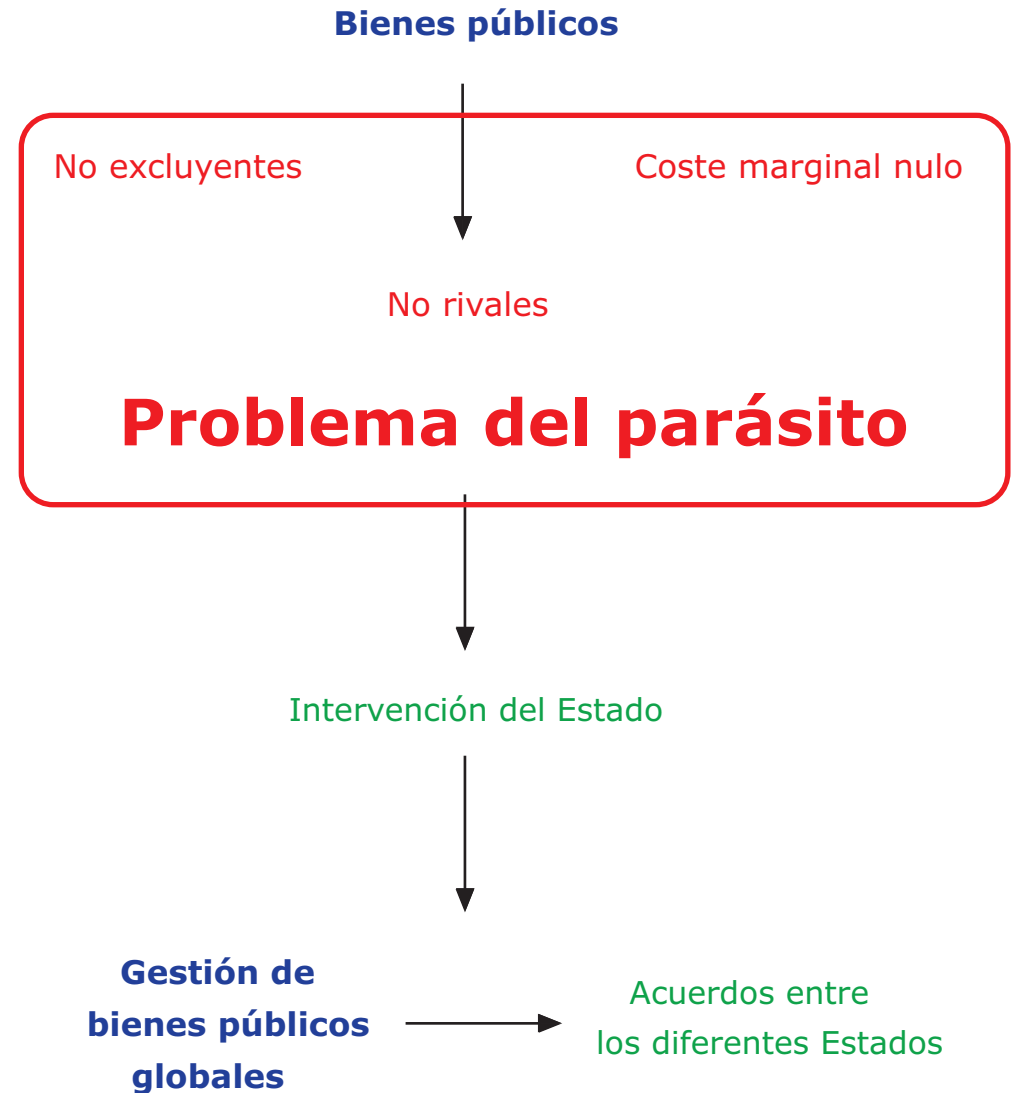 Bienes públicos
No excluyentes
Coste marginal nulo
No rivales
Problema del parásito
Intervención del Estado
Gestión de
bienes públicos
globales
Acuerdos entre
los diferentes Estados